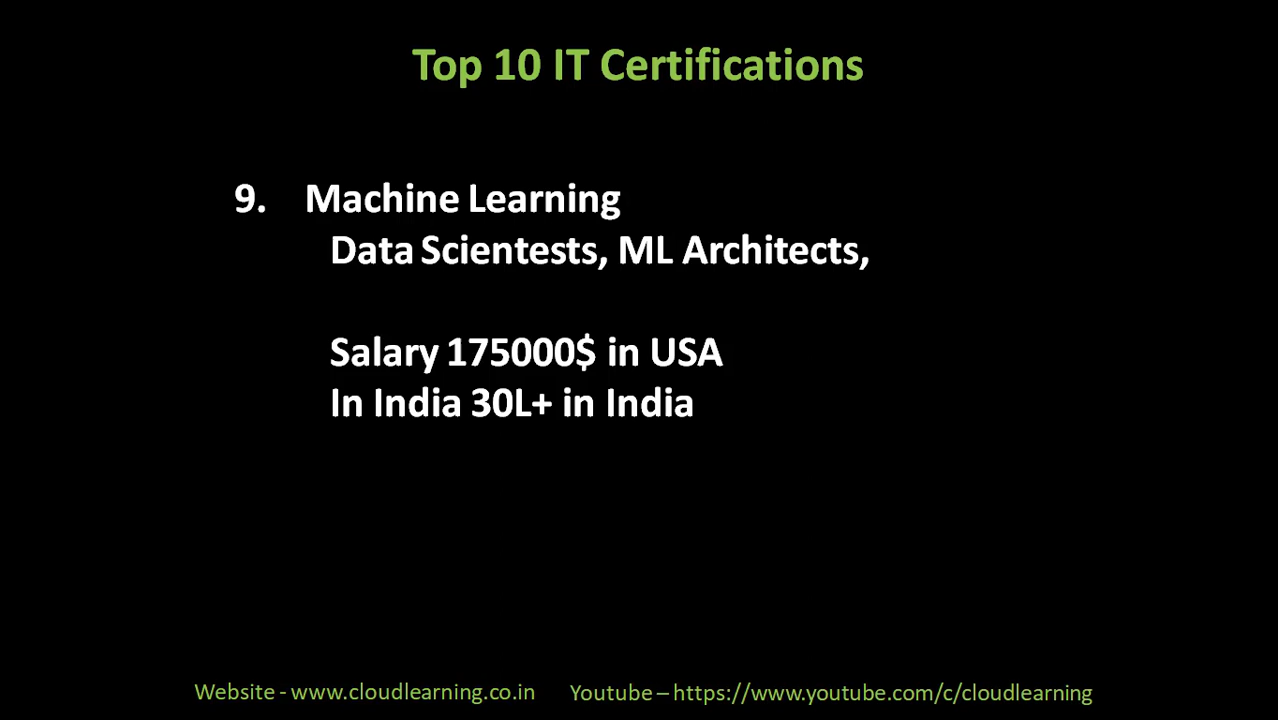 Top 10 IT Certifications
9. Machine Learning
Data Scientests, ML Architects,
Salary 175000$ in USA
In India 30L+ in India
Website - www.cloudlearning.co.in Youtube – https://www.youtube.com/c/cloudlearning